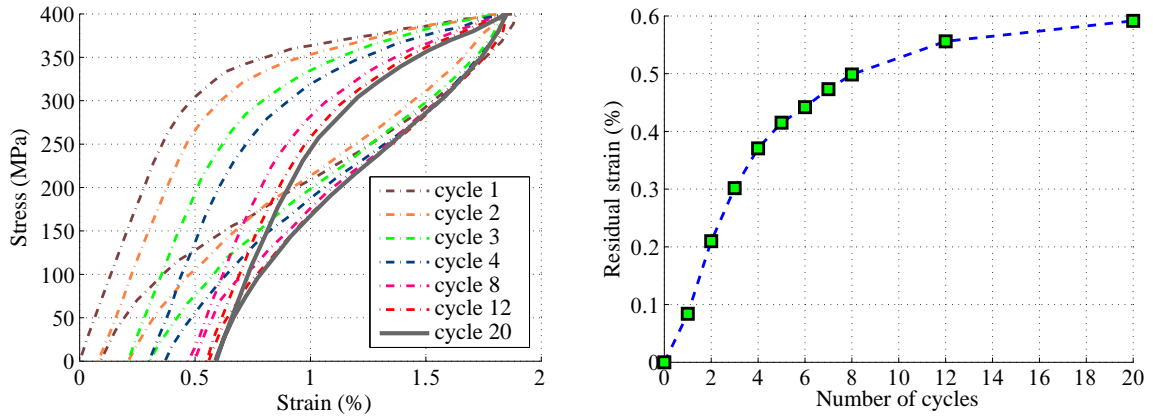 400
350
300
250
200
150
100
50
0
Stress (MPa)
0
0.5
1
1.5
2
Strain (%)
cycle 1
cycle 2
cycle 3
cycle 4
cycle 8
cycle 12
cycle 20
0.6
0.5
0.4
0.3
0.2
0.1
0
Residual strain (%)
0 2 4 6 8 10 12 14 16 18 20
Number of cycles